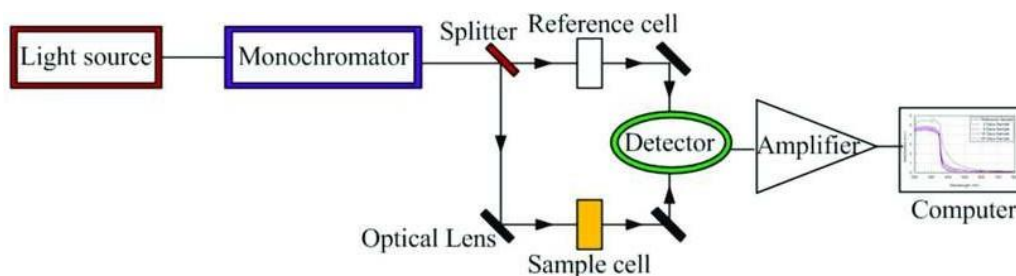 Light source
Monochromator
Splitter
Reference cell
Detector
Amplifier
Computer
Optical Lens
Sample cell